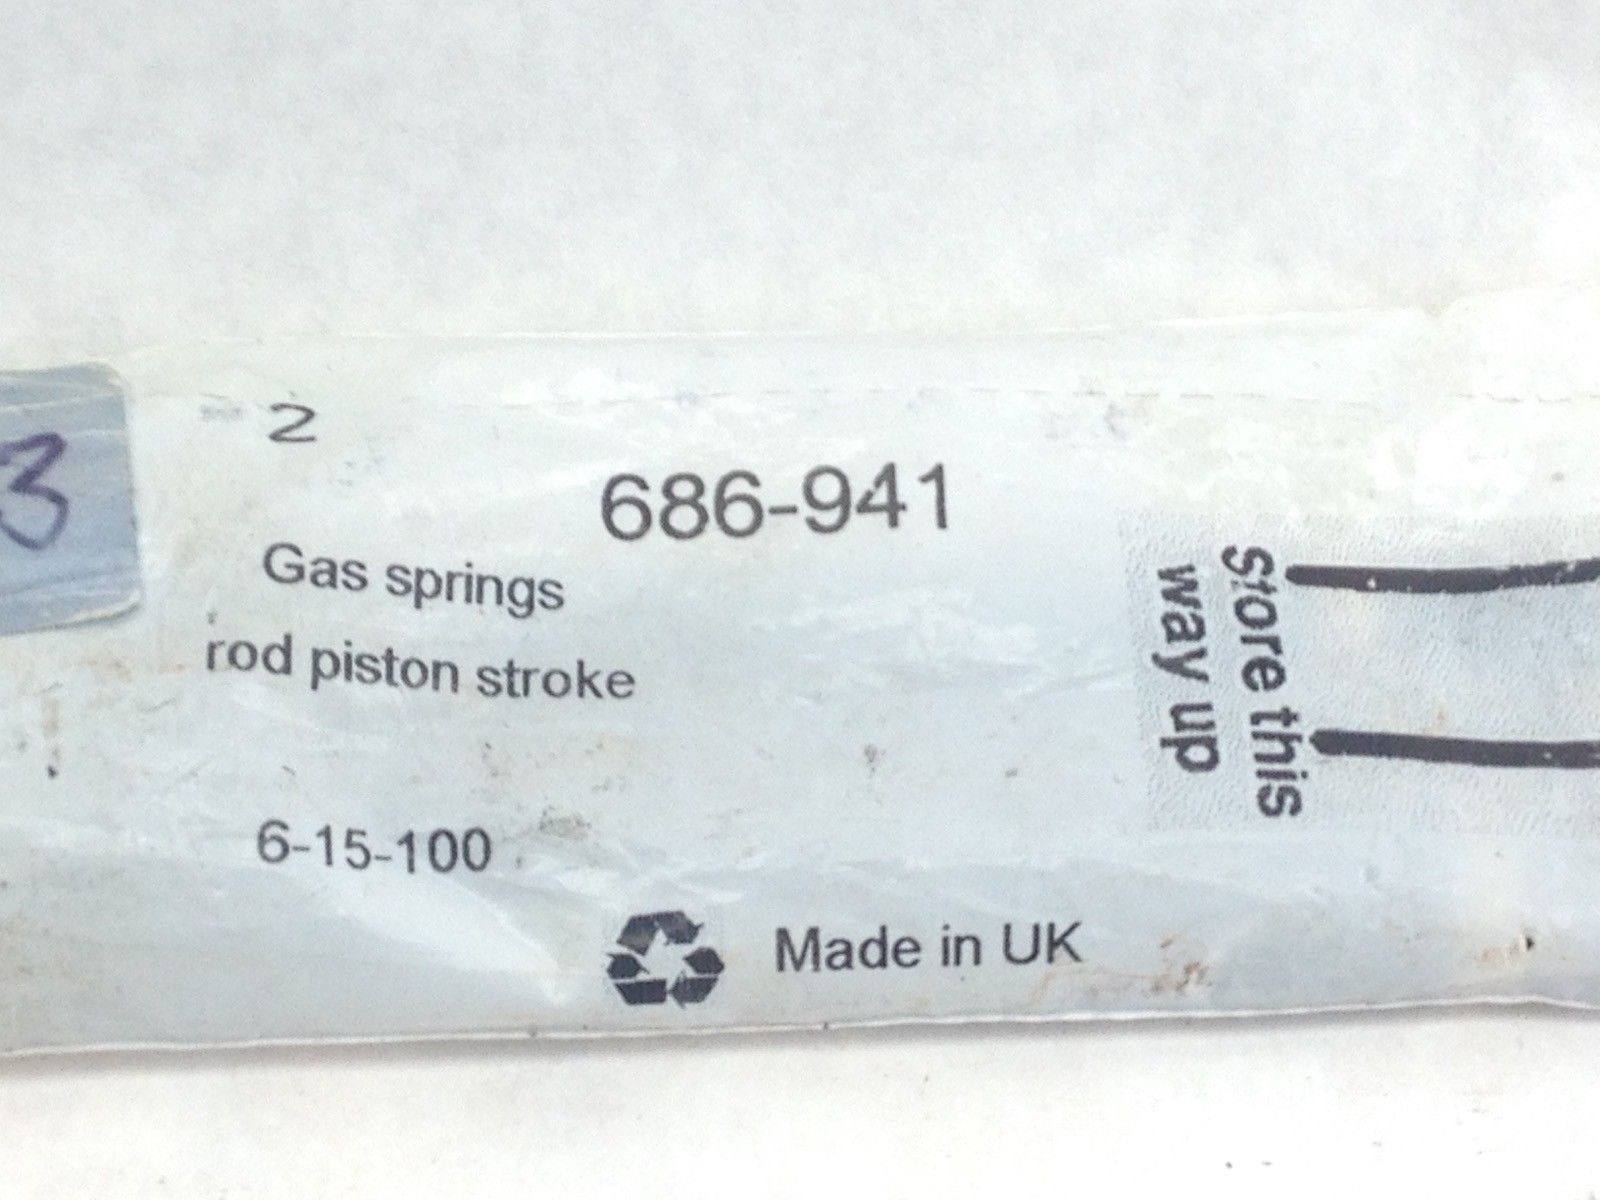 3
2
686-941
Gas springs
rod piston stroke
6-15-100
Made in UK
Store this
way up